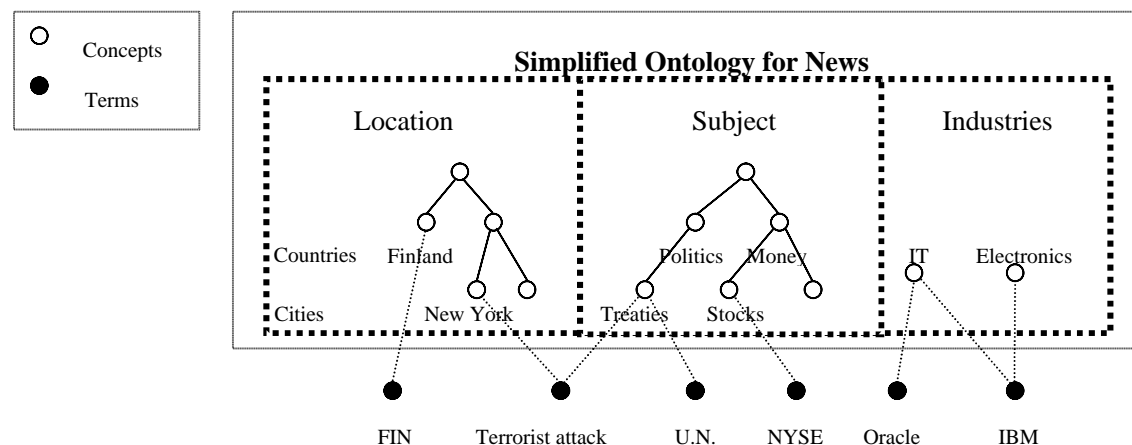 Concepts
Terms
Simplified Ontology for News
Location
Subject
Industries
Countries
Finland
Politics
Money
IT
Electronics
Cities
New York
Treaties
Stocks
FIN
Terrorist attack
U.N.
NYSE
Oracle
IBM